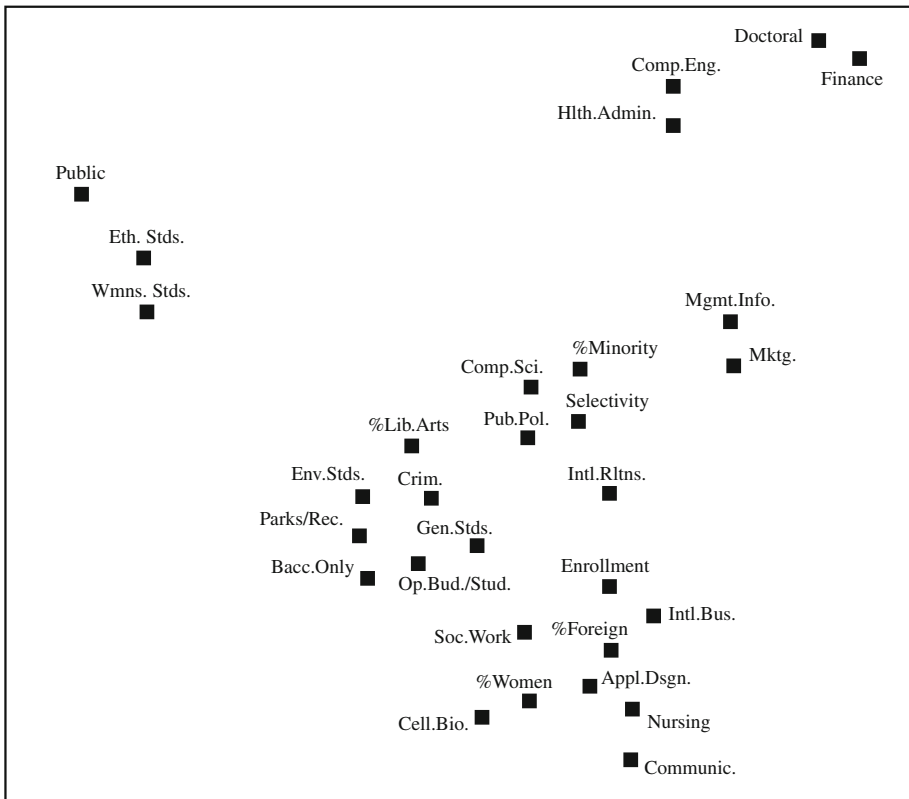 Doctoral
Finance
Comp.Eng.
Hlth.Admin.
Public
Eth. Stds.
Wmns. Stds.
Mgmt.Info.
%Minority
Mktg.
Comp.Sci.
Selectivity
Pub.Pol.
%Lib.Arts
Env.Stds.
Crim.
Intl.Rltns.
Parks/Rec.
Gen.Stds.
Bacc.Only
Op.Bud./Stud.
Enrollment
Intl.Bus.
Soc.Work
%Foreign
%Women
Appl.Dsgn.
Cell.Bio.
Nursing
Communic.